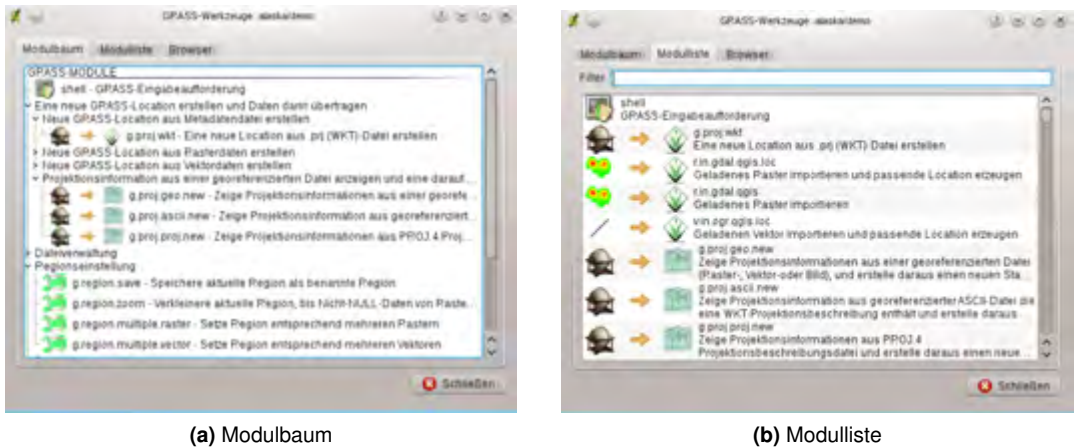 GRASS-Werkzeuge: alaska/demo
Modulbaum Modulliste Browser
GRASS-MODULE
shell - GRASS-Eingabeaufforderung
Eine neue GRASS-Location erstellen und Daten darin übertragen
Neue GRASS-Location aus Metadatendatei erstellen
g.proj.wkt - Eine neue Location aus .prj (WKT)-Datei erstellen
Neue GRASS-Location aus Rasterdaten erstellen
Neue GRASS-Location aus Vektordaten erstellen
Projektionsinformation aus einer georeferenzierten Datei anzeigen und eine darauf...
g.proj.geo.new - Zeige Projektionsinformationen aus einer georefe...
g.proj.ascii.new - Zeige Projektionsinformation aus georeferenziert...
g.proj.proj.new - Zeige Projektionsinformationen aus PROJ.4 Proj...
Dateiverwaltung
Regionseinstellung
g.region.save - Speichere aktuelle Region als benannte Region
g.region.zoom - Verkleinere aktuelle Region, bis Nicht-NULL-Daten von Raste...
g.region.multiple.raster - Setze Region entsprechend mehreren Rastern
g.region.multiple.vector - Setze Region entsprechend mehreren Vektoren
Schließen
(a) Modulbaum
GRASS-Werkzeuge: alaska/demo
Modulbaum Modulliste Browser
Filter
shell
GRASS-Eingabeaufforderung
g.proj.wkt
Eine neue Location aus .prj (WKT)-Datei erstellen
r.in.gdal.qgis.loc
Geladenes Raster importieren und passende Location erzeugen
r.in.gdal.qgis
Geladenes Raster importieren
v.in.ogr.qgis.loc
Geladenen Vektor importieren und passende Location erzeugen
g.proj.geo.new
Zeige Projektionsinformationen aus einer georeferenzierten Datei
(Raster-, Vektor-oder Bild), und erstelle daraus einen neuen Sta...
g.proj.ascii.new
Zeige Projektionsinformation aus georeferenzierter ASCII-Datei die
eine WKT-Projektionsbeschreibung enthält und erstelle daraus...
g.proj.proj.new
Zeige Projektionsinformationen aus PROJ.4
Projektionsbeschreibungsdatei und erstelle daraus einen neue...
Schließen
(b) Modulliste